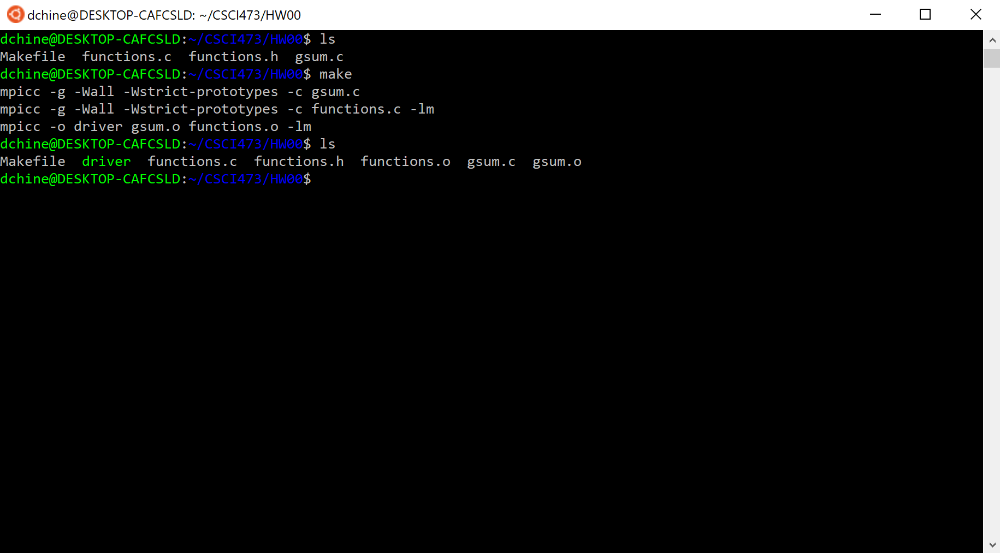 dchine@DESKTOP-CAFCSLD: ~/CSCI473/HW00
dchine@DESKTOP-CAFCSLD:~/CSCI473/HW00$ ls
Makefile  functions.c  functions.h  gsum.c
dchine@DESKTOP-CAFCSLD:~/CSCI473/HW00$ make
mpicc -g -Wall -Wstrict-prototypes -c gsum.c
mpicc -g -Wall -Wstrict-prototypes -c functions.c -lm
mpicc -o driver gsum.o functions.o -lm
dchine@DESKTOP-CAFCSLD:~/CSCI473/HW00$ ls
Makefile  driver  functions.c  functions.h  functions.o  gsum.c  gsum.o
dchine@DESKTOP-CAFCSLD:~/CSCI473/HW00$